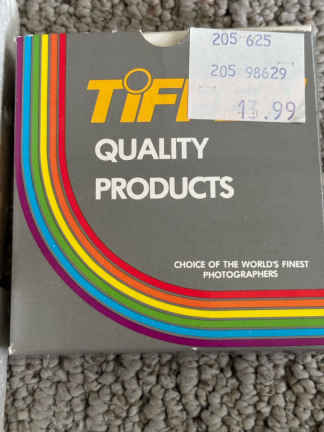 205 625
205 98629
13.99
QUALITY
PRODUCTS
CHOICE OF THE WORLD'S FINEST
PHOTOGRAPHERS